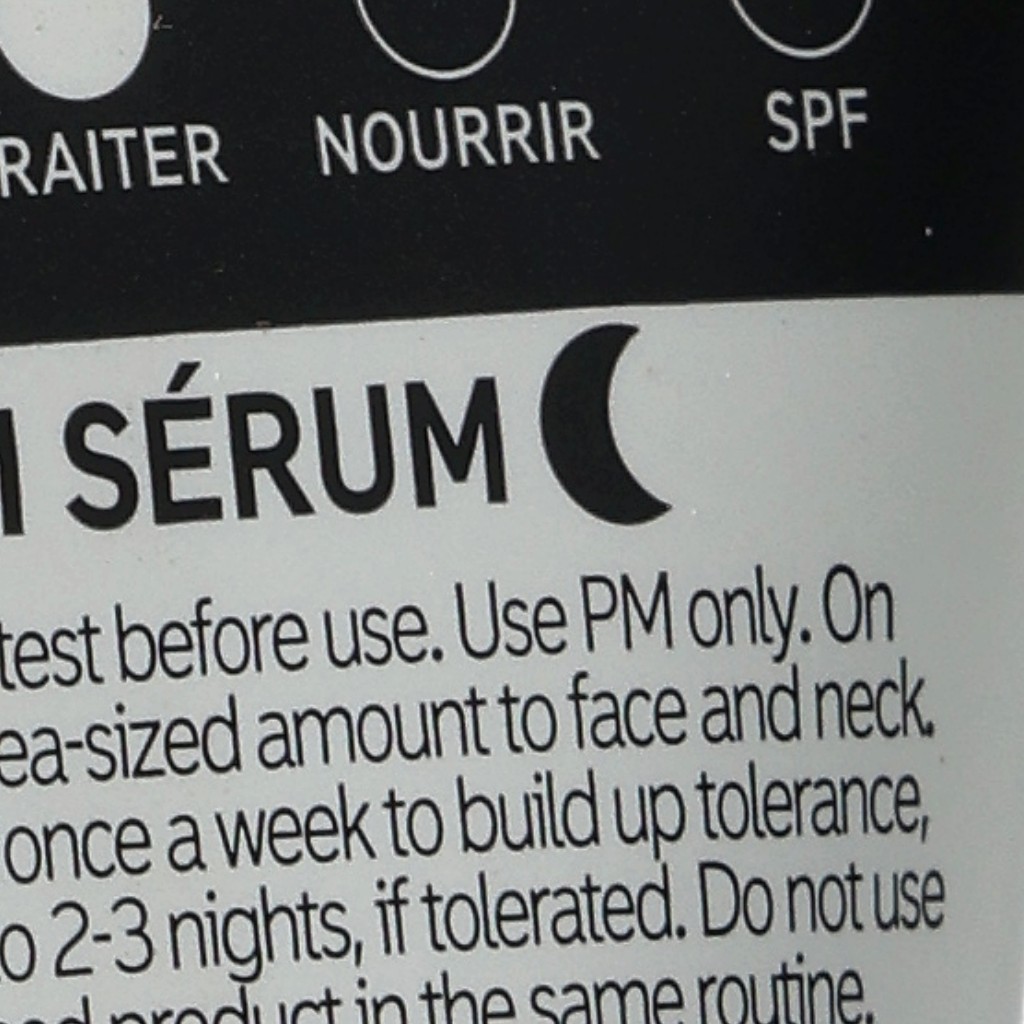 RAITER NOURRIR SPF
SÉRUM
test before use. Use PM only. On
ea-sized amount to face and neck.
once a week to build up tolerance,
o 2-3 nights, if tolerated. Do not use
product in the same routine.